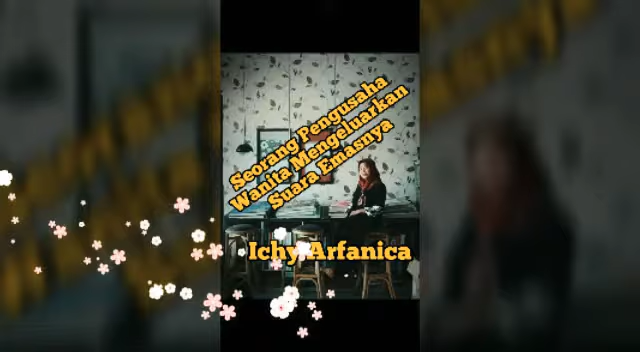 Seorang Pengusaha
Wanita Mengeluarkan
Suara Emasnya
Ichy Arfanica